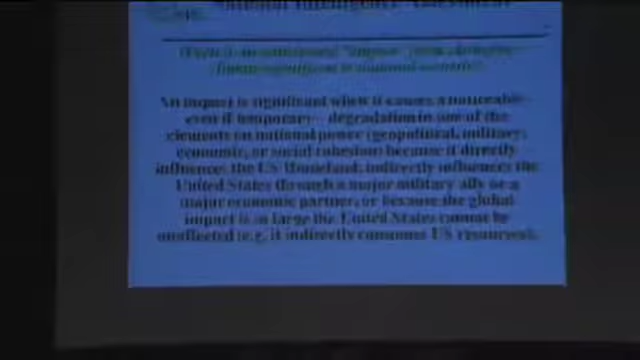 National Intelligence
An impact is significant when it causes a noticeable
even if temporary degradation in one of the
elements on national power (geopolitical, military,
economic, or social cohesion) because it directly
influences the US Homeland, indirectly influences the
United States through a major military ally or a
major economic partner, or because the global
impact is so large the United States cannot be
unaffected (e.g. it indirectly consumes US resources).